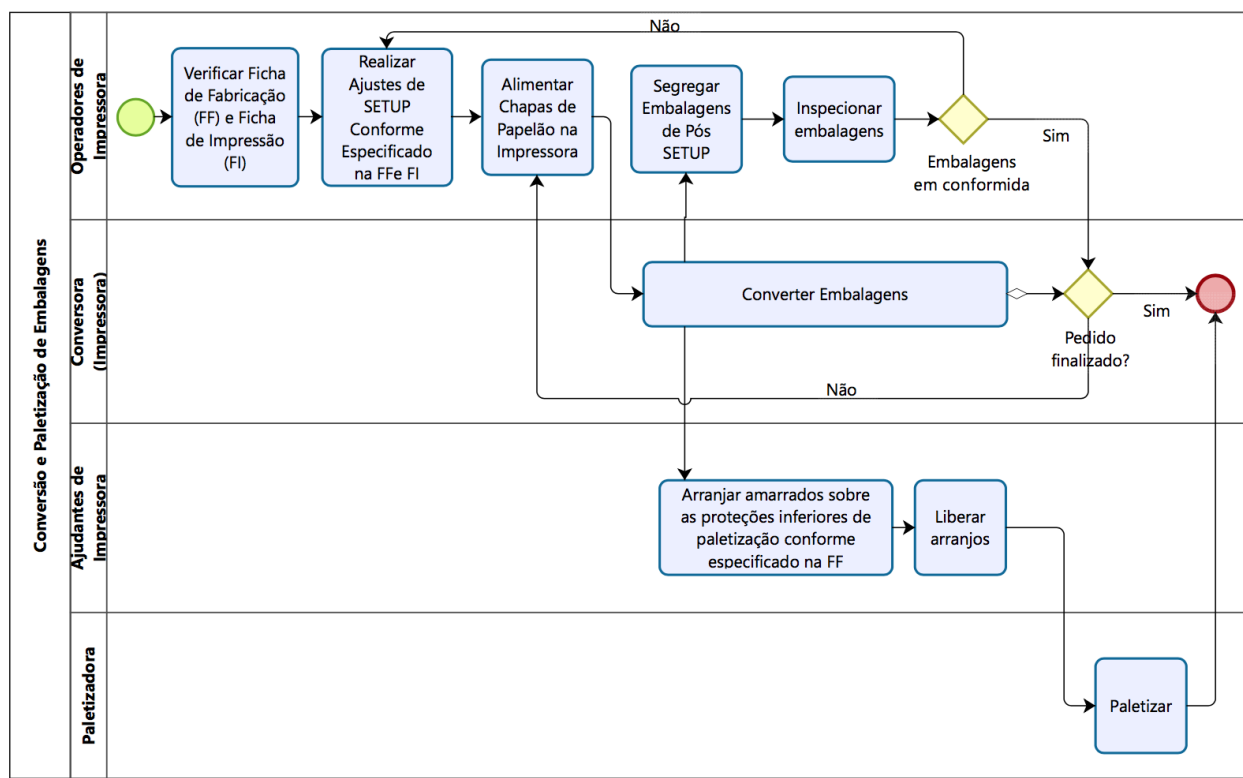 Conversão e Paletização de Embalagens
Operadores de
Impressora
Verificar Ficha
de Fabricação
(FF) e Ficha
de Impressão
(FI)
Realizar
Ajustes de
SETUP
Conforme
Especificado
na FFe FI
Alimentar
Chapas de
Papelão na
Impressora
Segregar
Embalagens
de Pós
SETUP
Inspecionar
embalagens
Não
Sim
Embalagens
em conformida
Conversora
(Impressora)
Converter Embalagens
Sim
Pedido
finalizado?
Não
Ajudantes de
Impressora
Arranjar amarrados sobre
as proteções inferiores de
paletização conforme
especificado na FF
Liberar
arranjos
Paletizadora
Paletizar